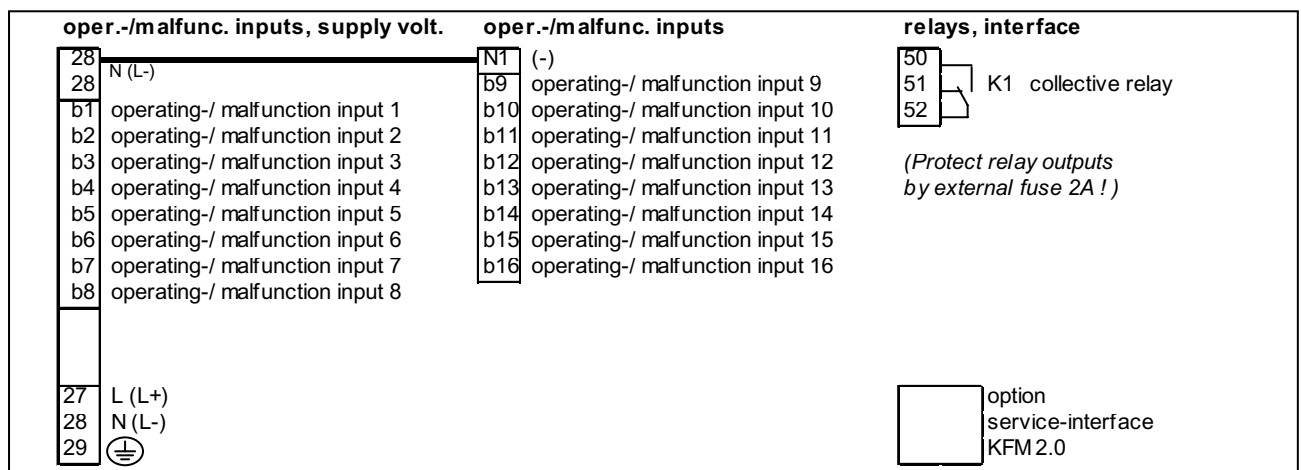 oper.-/malfunc. inputs, supply volt.
28
N (L-)
28
b1 operating-/ malfunction input 1
b2 operating-/ malfunction input 2
b3 operating-/ malfunction input 3
b4 operating-/ malfunction input 4
b5 operating-/ malfunction input 5
b6 operating-/ malfunction input 6
b7 operating-/ malfunction input 7
b8 operating-/ malfunction input 8
27 L (L+)
28 N (L-)
29
oper.-/malfunc. inputs
N1 (-)
b9 operating-/ malfunction input 9
b10 operating-/ malfunction input 10
b11 operating-/ malfunction input 11
b12 operating-/ malfunction input 12
b13 operating-/ malfunction input 13
b14 operating-/ malfunction input 14
b15 operating-/ malfunction input 15
b16 operating-/ malfunction input 16
relays, interface
50
51 K1 collective relay
52
(Protect relay outputs
by external fuse 2A ! )
option
service-interface
KFM 2.0